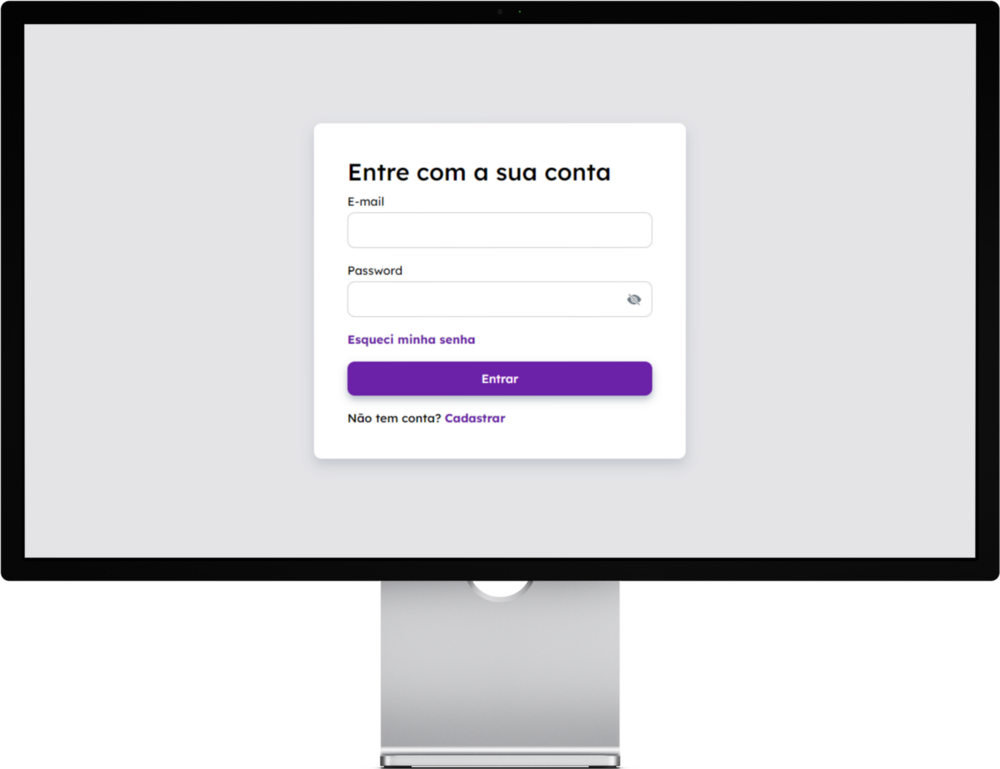 Entre com a sua conta
E-mail
Password
Esqueci minha senha
Entrar
Não tem conta? Cadastrar